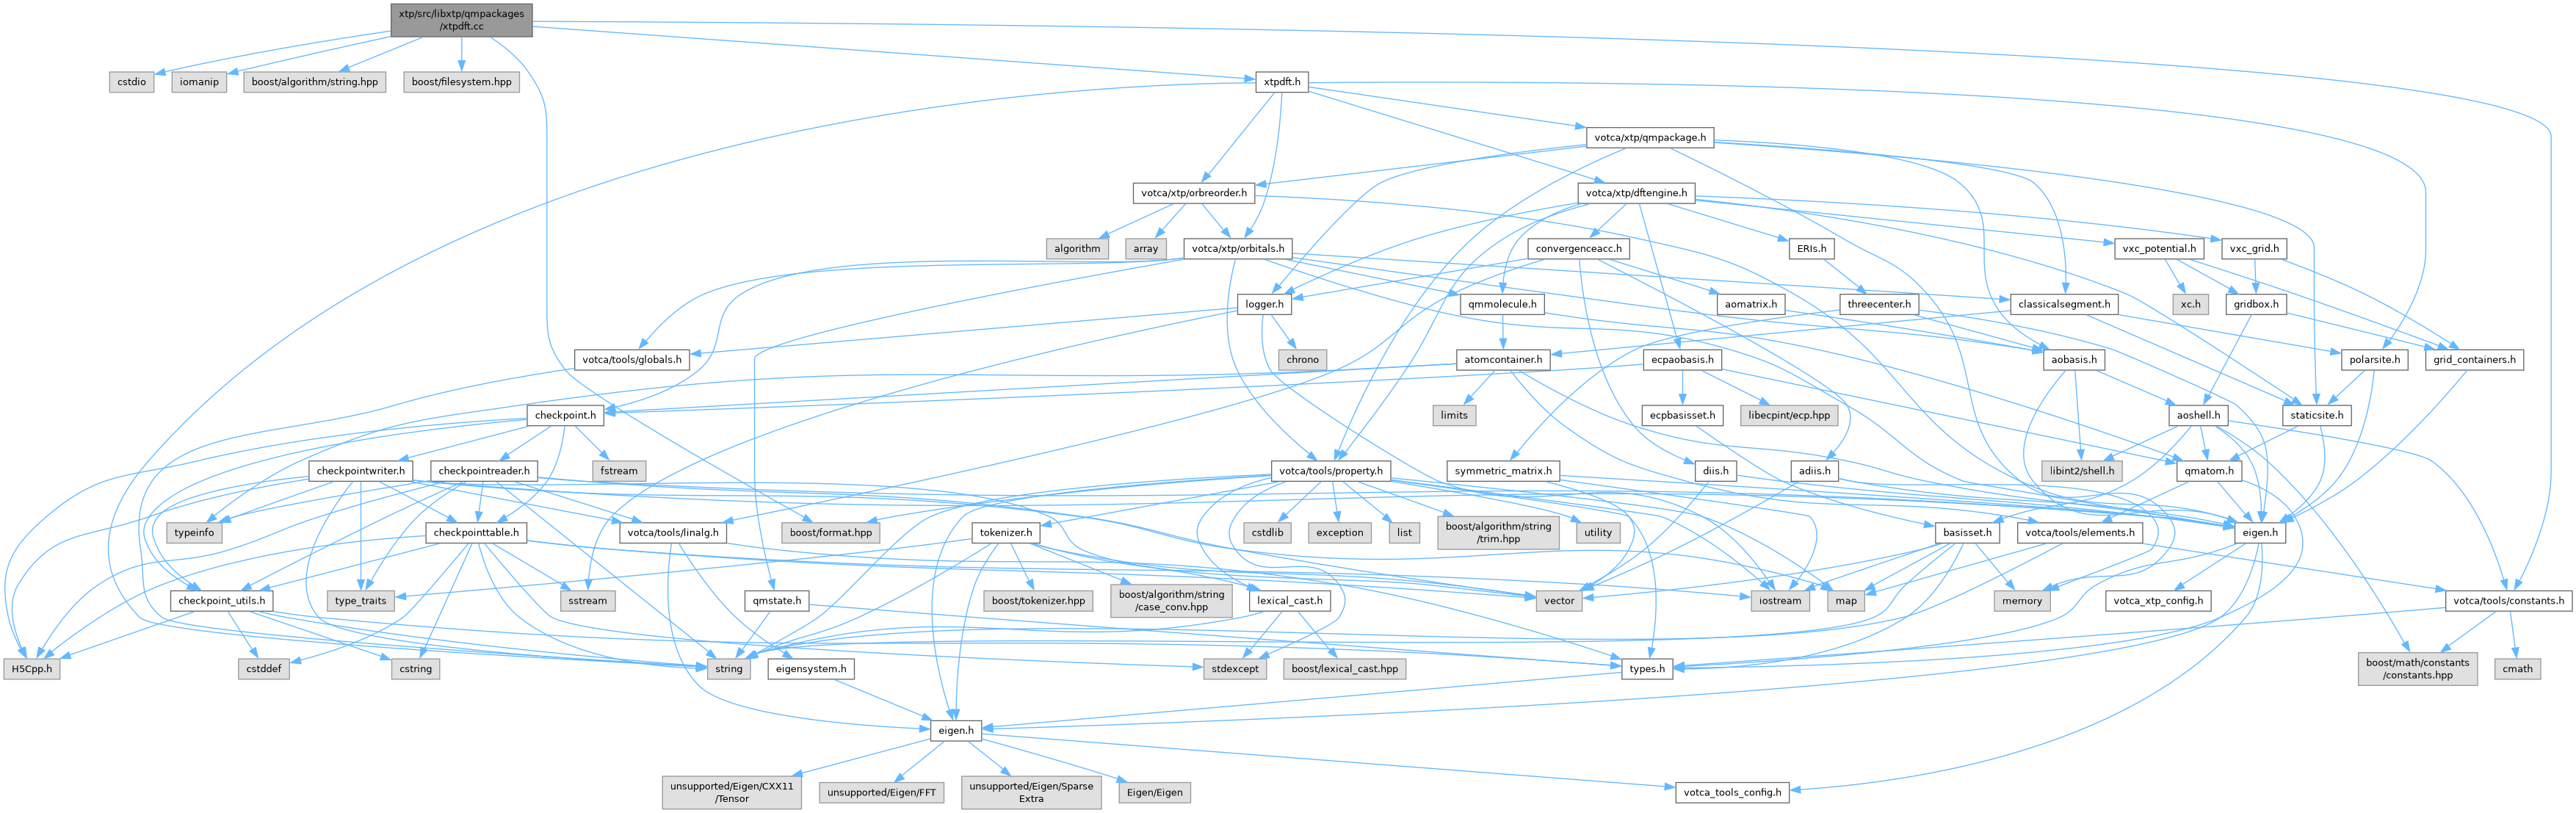 xtp/src/libxtp/qmpackages
/xtpdft.cc
cstdio
iomanip
boost/algorithm/string.hpp
boost/filesystem.hpp
xtpdft.h
votca/xtp/qmpackage.h
votca/xtp/orbreorder.h
votca/xtp/dftengine.h
algorithm
array
votca/xtp/orbitals.h
convergenceacc.h
ERIs.h
vxc_potential.h
vxc_grid.h
logger.h
qmmolecule.h
aomatrix.h
threecenter.h
classicalsegment.h
xc.h
gridbox.h
votca/tools/globals.h
chrono
atomcontainer.h
ecpaobasis.h
aobasis.h
polarsite.h
grid_containers.h
checkpoint.h
limits
ecpbasisset.h
libecpint/ecp.hpp
aoshell.h
staticsite.h
checkpointwriter.h
checkpointreader.h
fstream
votca/tools/property.h
symmetric_matrix.h
diis.h
adiis.h
libint2/shell.h
qmatom.h
typeinfo
checkpointtable.h
votca/tools/linalg.h
boost/format.hpp
tokenizer.h
cstdlib
exception
list
boost/algorithm/string
/trim.hpp
utility
basisset.h
votca/tools/elements.h
eigen.h
checkpoint_utils.h
type_traits
sstream
qmstate.h
boost/tokenizer.hpp
boost/algorithm/string
/case_conv.hpp
lexical_cast.h
vector
iostream
map
memory
votca_xtp_config.h
votca/tools/constants.h
H5Cpp.h
cstddef
cstring
string
eigensystem.h
stdexcept
boost/lexical_cast.hpp
types.h
boost/math/constants
/constants.hpp
cmath
eigen.h
unsupported/Eigen/CXX11
/Tensor
unsupported/Eigen/FFT
unsupported/Eigen/Sparse
Extra
Eigen/Eigen
votca_tools_config.h